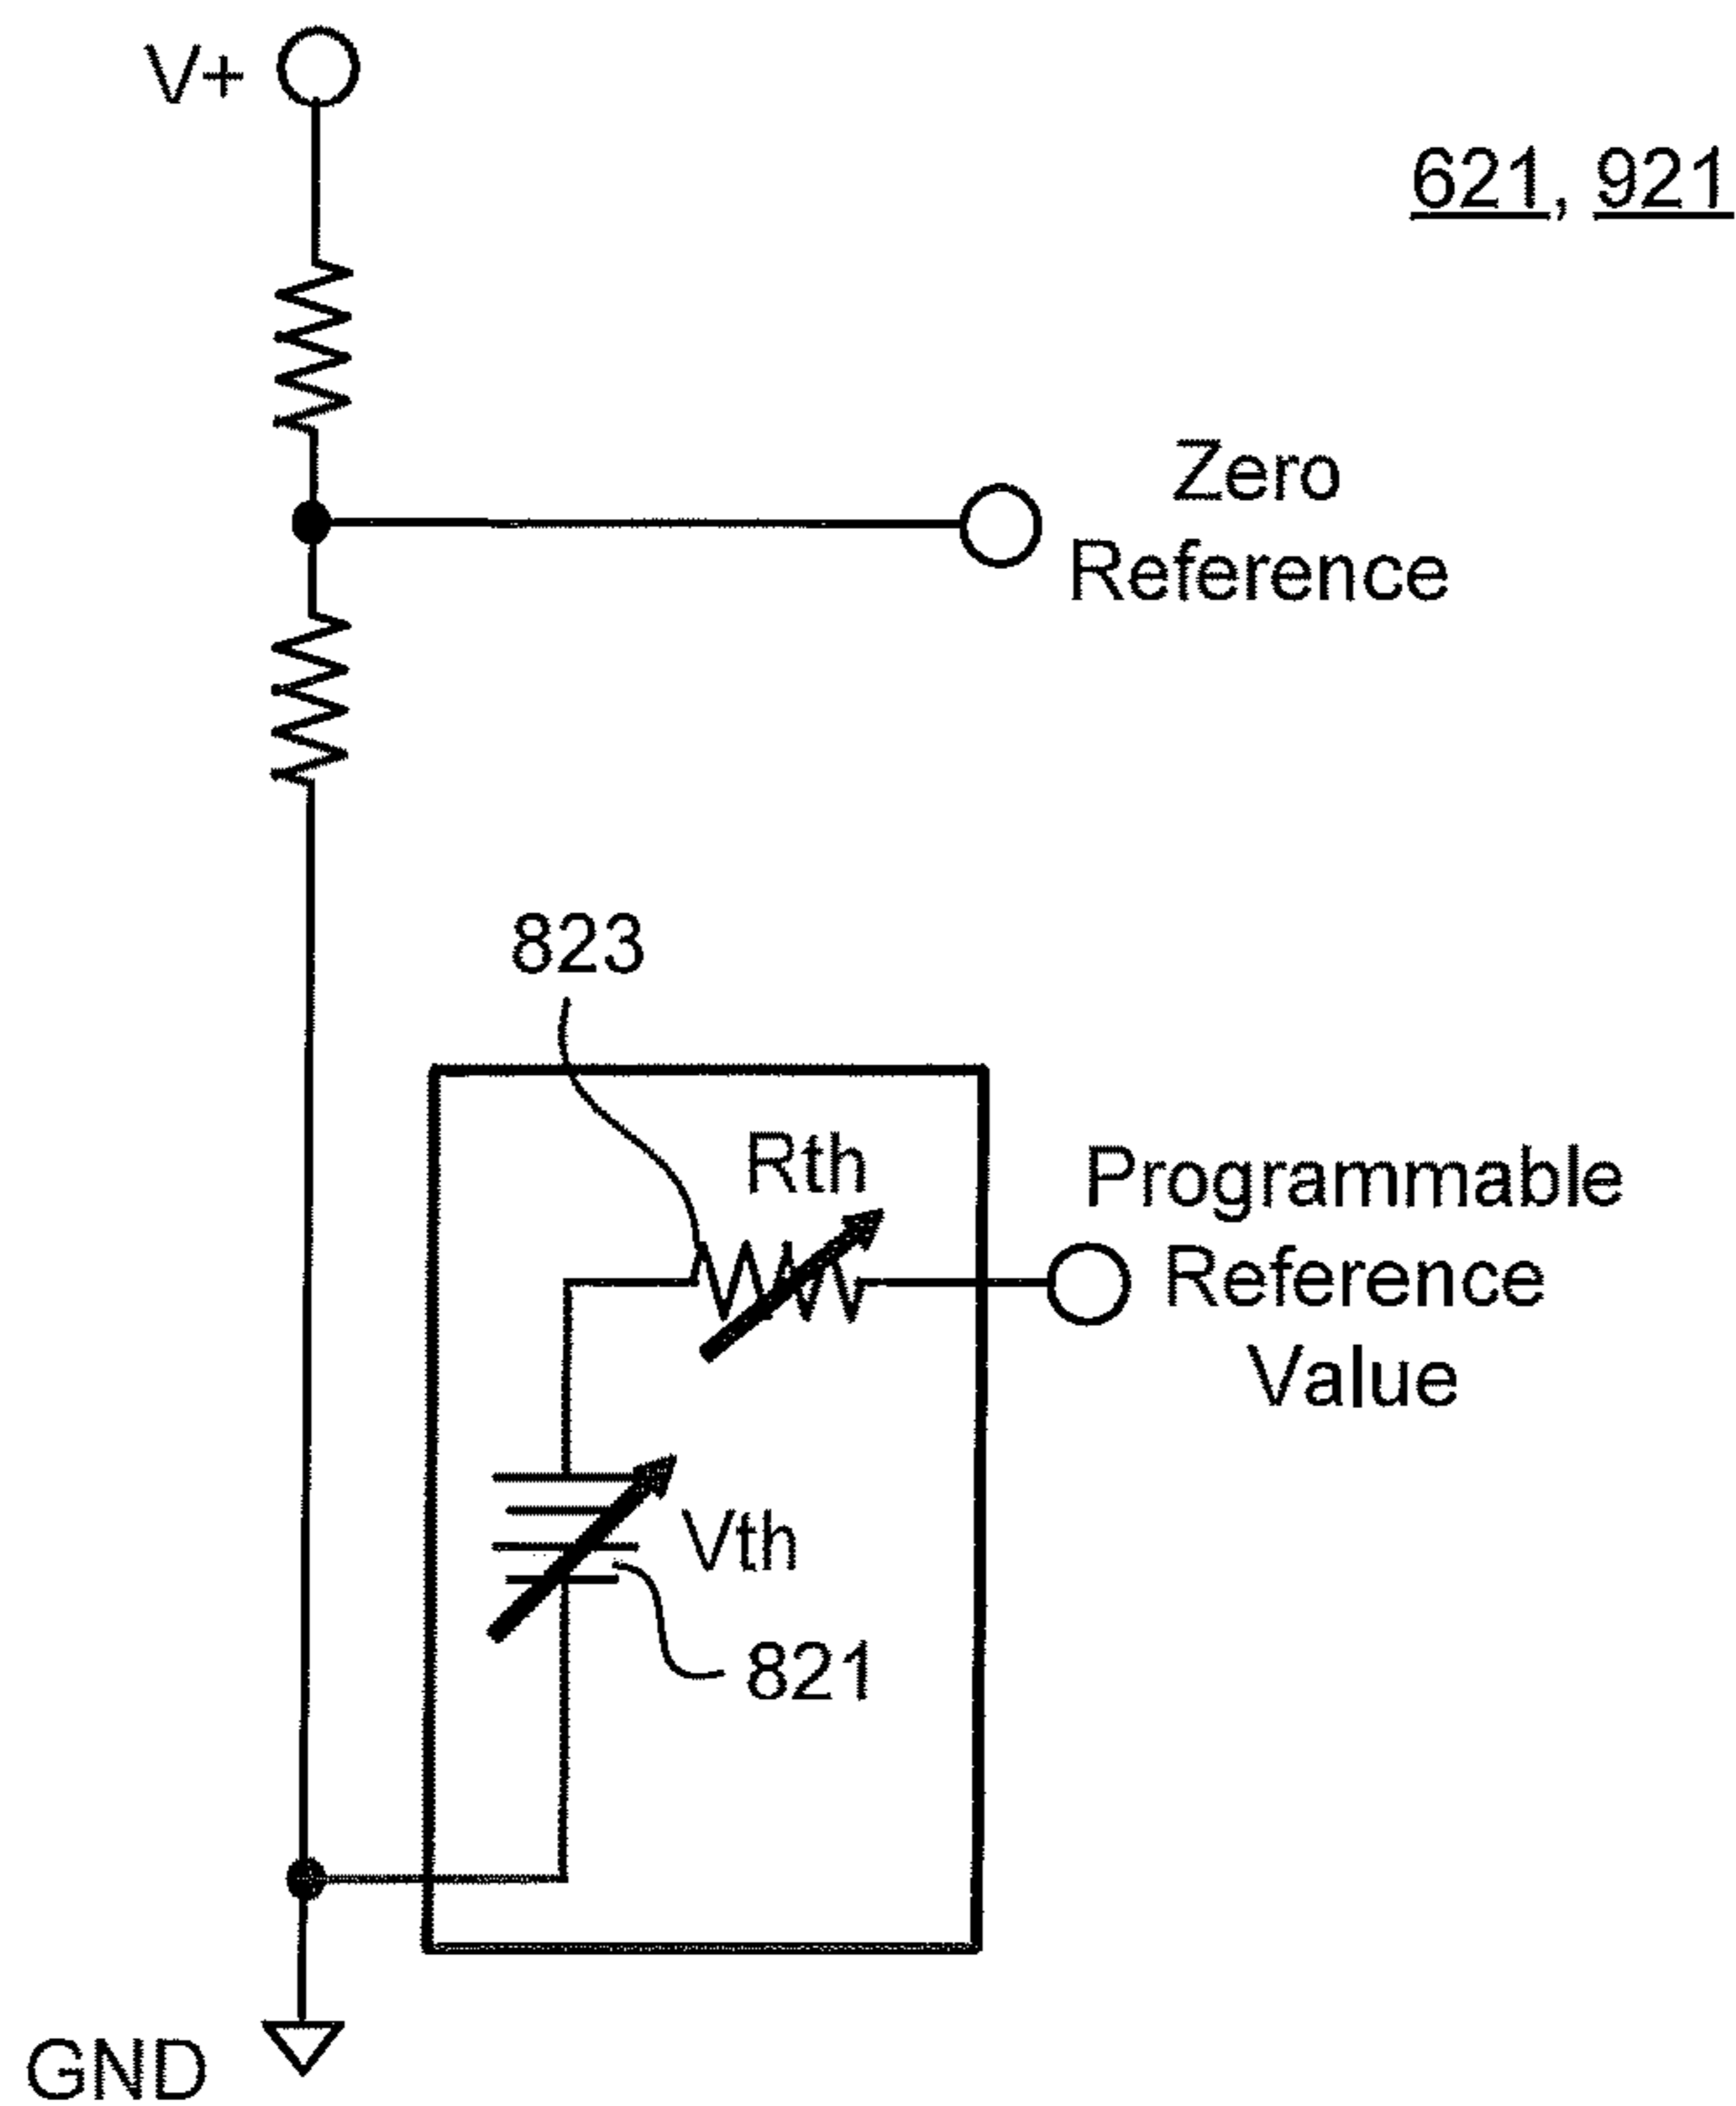 V+
621, 921
Zero
Reference
823
Rth
Programmable
Reference
Value
Vth
821
GND